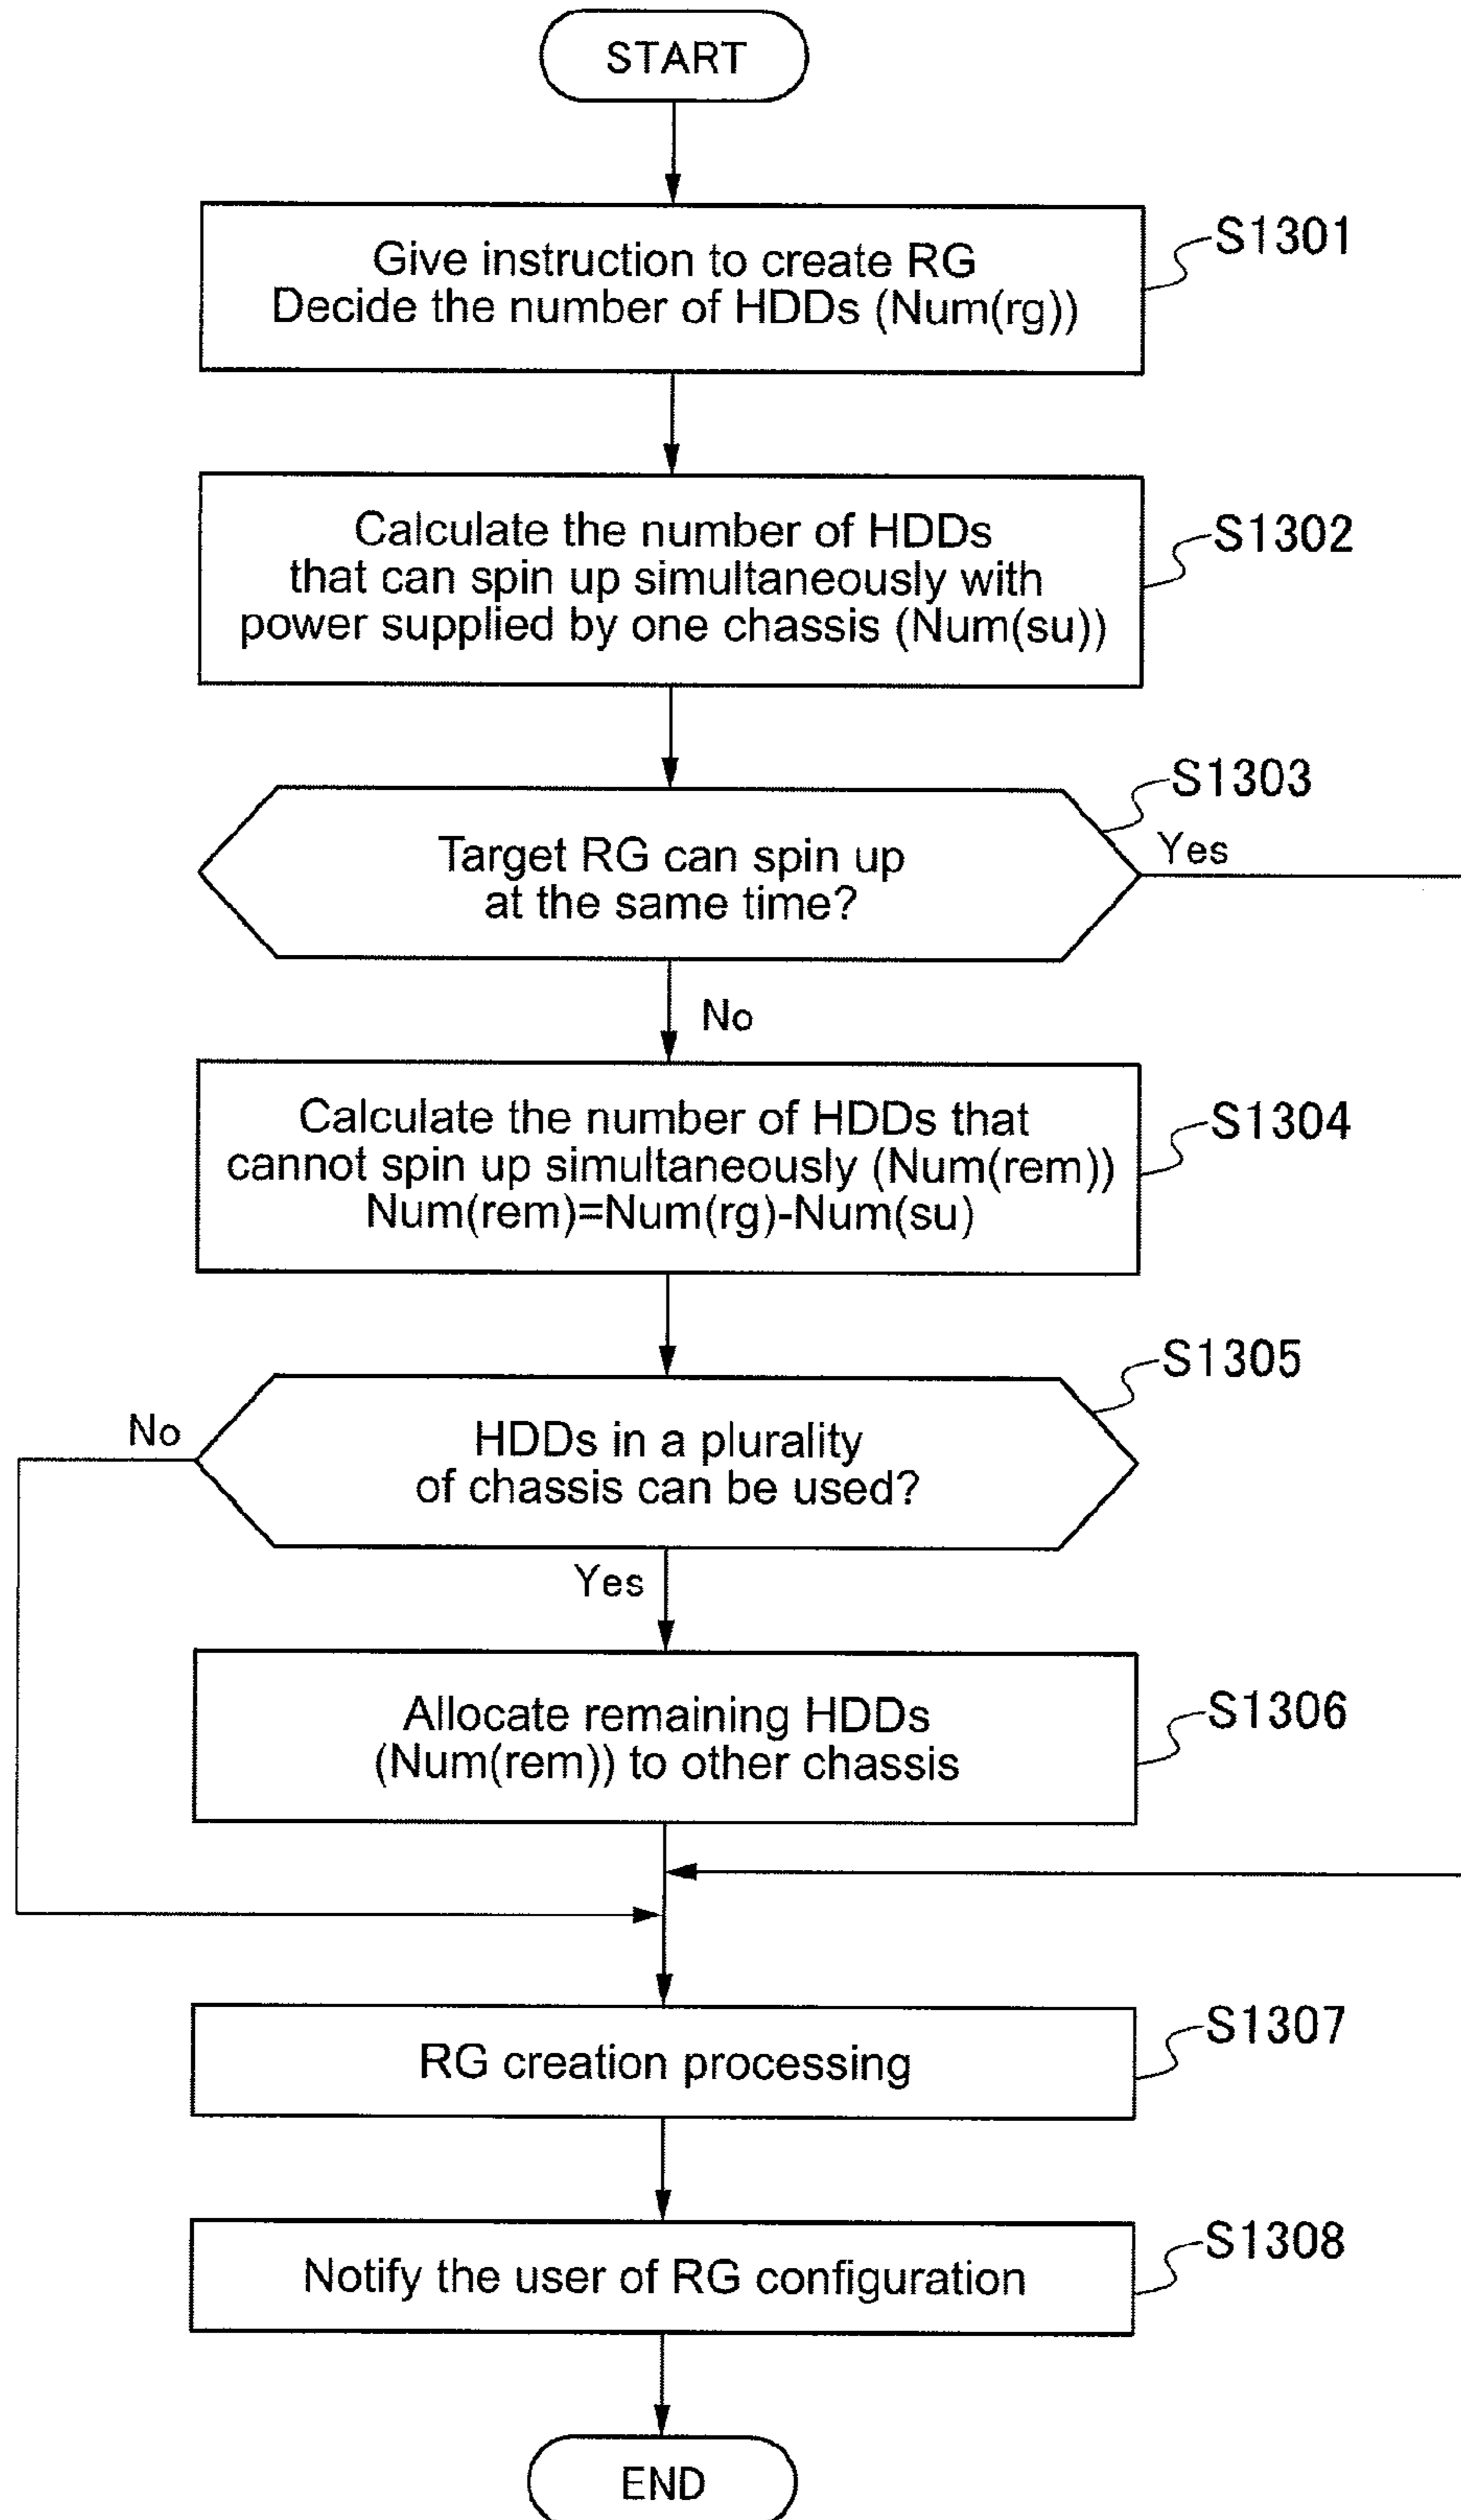 START
Give instruction to create RG
Decide the number of HDDs (Num(rg))
S1301
Calculate the number of HDDs
that can spin up simultaneously with
power supplied by one chassis (Num(su))
S1302
S1303
Target RG can spin up
at the same time?
Yes
No
Calculate the number of HDDs that
cannot spin up simultaneously (Num(rem))
Num(rem)=Num(rg)-Num(su)
S1304
S1305
No
HDDs in a plurality
of chassis can be used?
Yes
Allocate remaining HDDs
(Num(rem)) to other chassis
S1306
RG creation processing
S1307
Notify the user of RG configuration
S1308
END